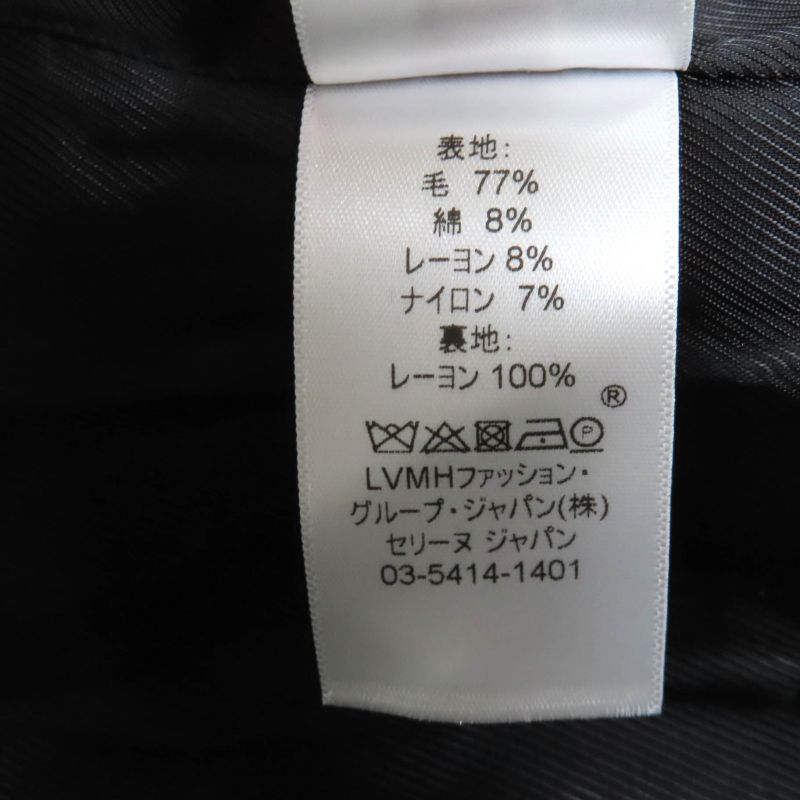 表地:
毛 77%
綿 8%
レーヨン 8%
ナイロン 7%
裏地:
レーヨン 100%
®
P
LVMHファッション・
グループ・ジャパン(株)
セリーヌ ジャパン
03-5414-1401